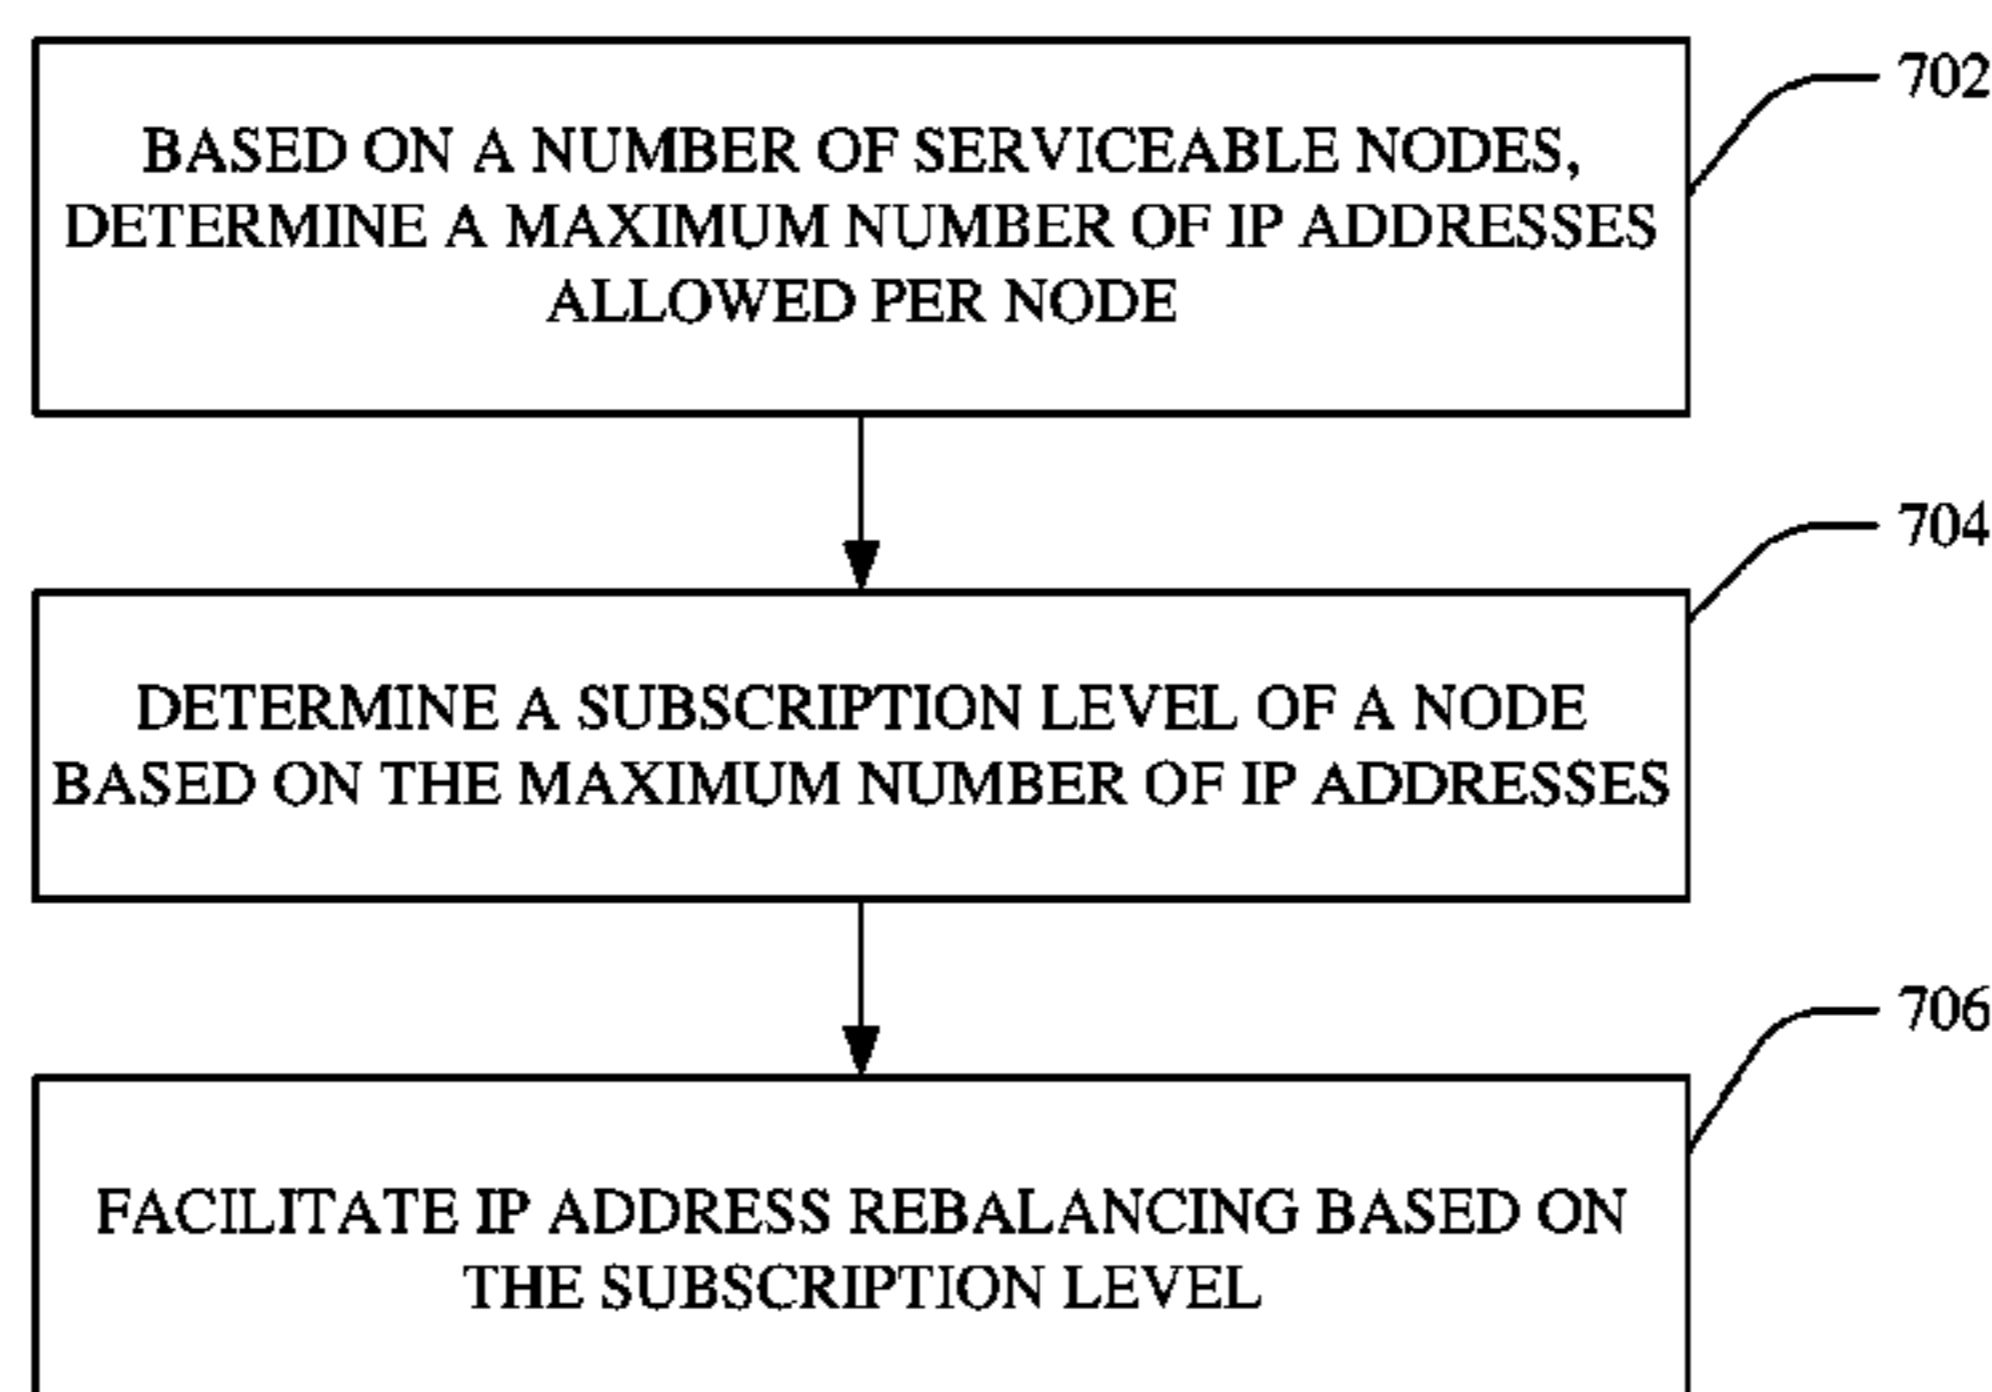 702
BASED ON A NUMBER OF SERVICEABLE NODES,
DETERMINE A MAXIMUM NUMBER OF IP ADDRESSES
ALLOWED PER NODE
704
DETERMINE A SUBSCRIPTION LEVEL OF A NODE
BASED ON THE MAXIMUM NUMBER OF IP ADDRESSES
706
FACILITATE IP ADDRESS REBALANCING BASED ON
THE SUBSCRIPTION LEVEL